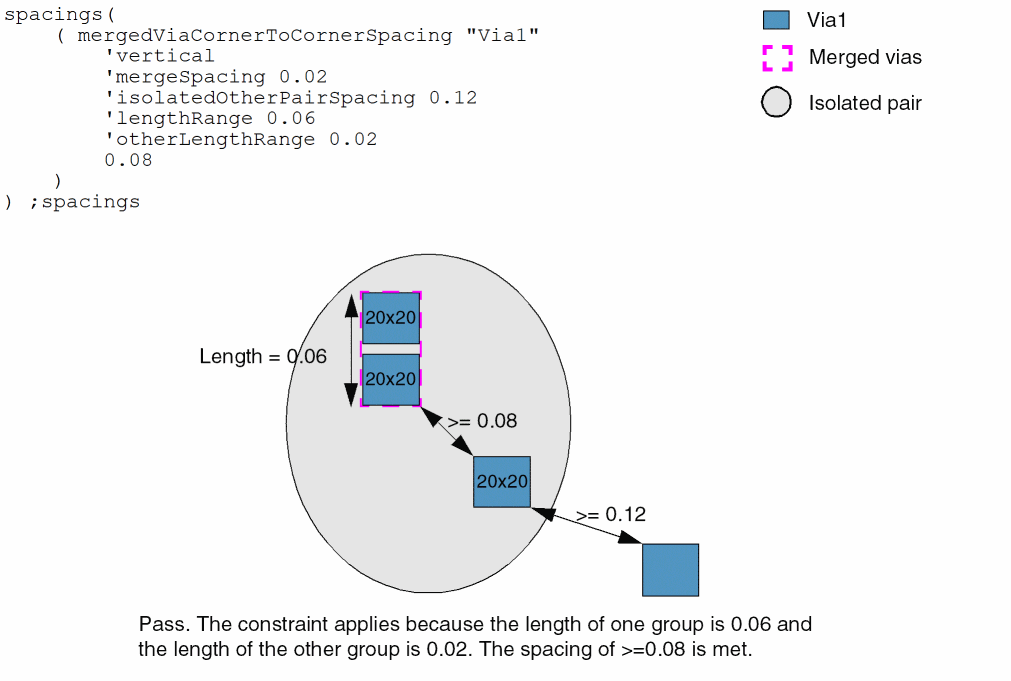 spacings(
( mergedViaCornerToCornerSpacing "Via1"
'vertical
'mergeSpacing 0.02
'isolatedOtherPairSpacing 0.12
'lengthRange 0.06
'otherLengthRange 0.02
0.08
)
) ;spacings
Via1
Merged vias
Isolated pair
20x20
Length = 0.06
20x20
>= 0.08
20x20
>= 0.12
Pass. The constraint applies because the length of one group is 0.06 and
the length of the other group is 0.02. The spacing of >=0.08 is met.